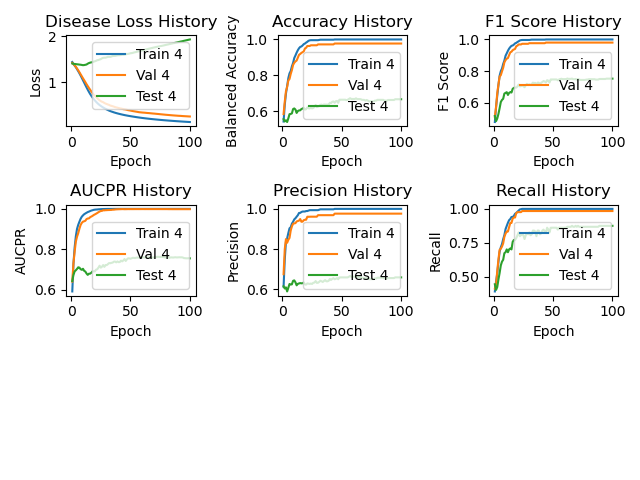 Disease Loss History
Loss
2
1
Train 4
Val 4
Test 4
0
50
100
Epoch
Accuracy History
Balanced Accuracy
1.0
0.8
0.6
Train 4
Val 4
Test 4
0
50
100
Epoch
F1 Score History
F1 Score
1.0
0.8
0.6
Train 4
Val 4
Test 4
0
50
100
Epoch
AUCPR History
AUCPR
1.0
0.8
0.6
Train 4
Val 4
Test 4
0
50
100
Epoch
Precision History
Precision
1.0
0.8
0.6
Train 4
Val 4
Test 4
0
50
100
Epoch
Recall History
Recall
1.00
0.75
0.50
Train 4
Val 4
Test 4
0
50
100
Epoch